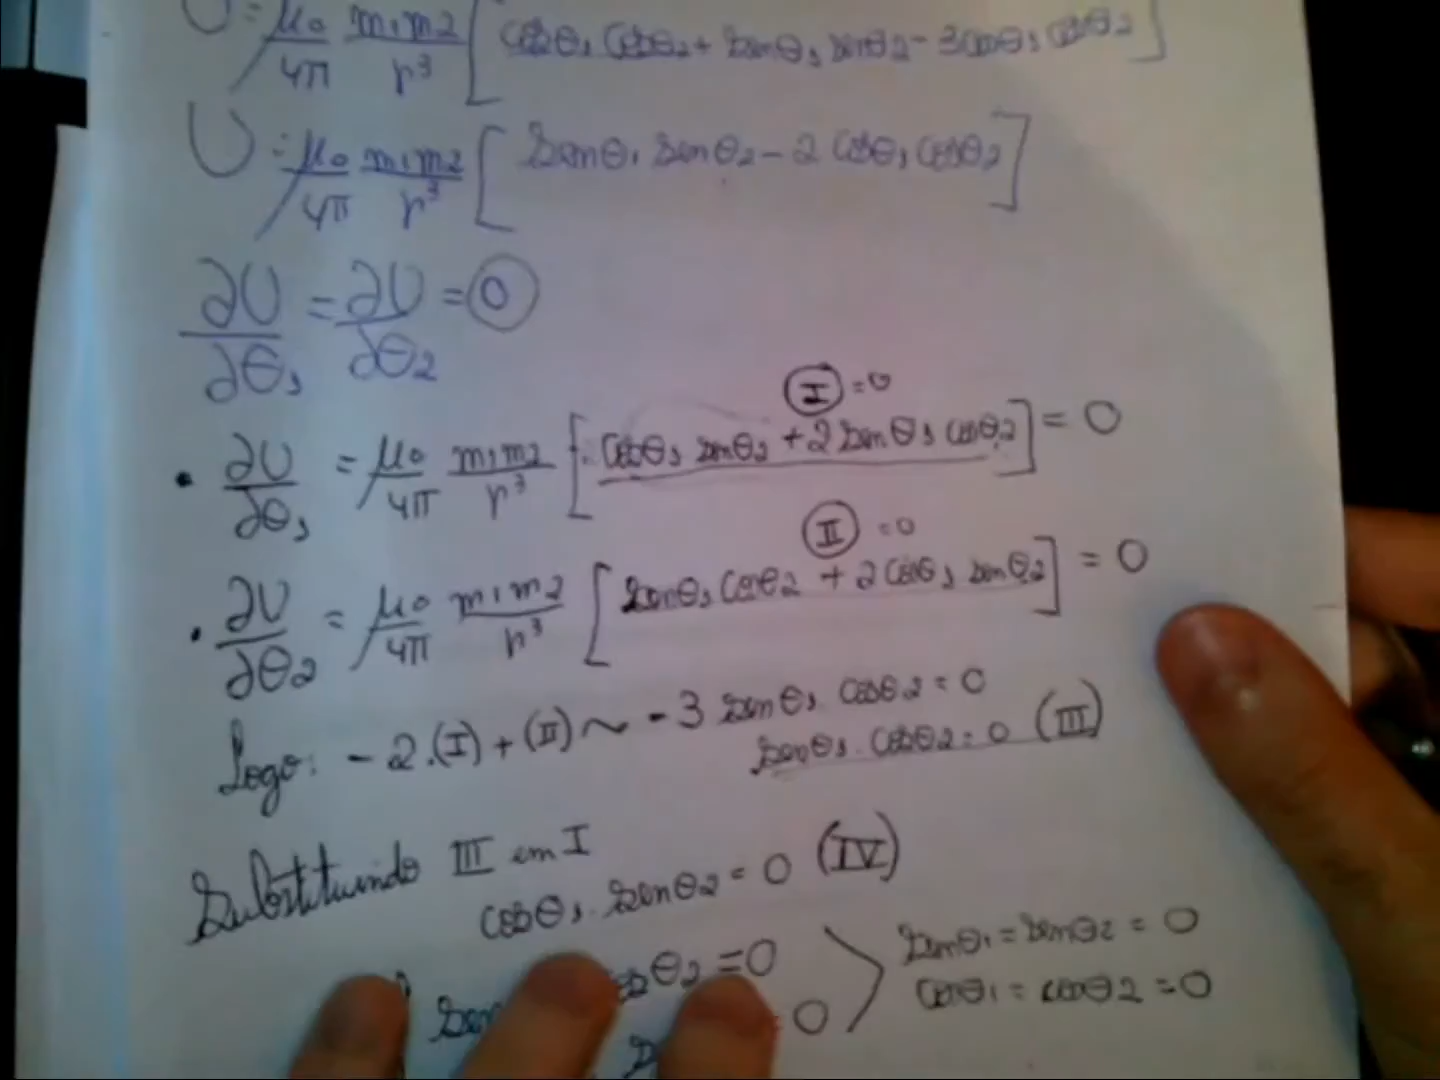 U = μ0/4π m1m2/r³ [cosθ1 cosθ2 + senθ1 senθ2 - 3cosθ1 cosθ2]
U = μ0/4π m1m2/r³ [senθ1 senθ2 - 2 cosθ1 cosθ2]
∂U/∂θ1 = ∂U/∂θ2 = 0
I = 0
• ∂U/∂θ1 = μ0/4π m1m2/r³ [cosθ1 senθ2 + 2 senθ1 cosθ2] = 0
II = 0
• ∂U/∂θ2 = μ0/4π m1m2/r³ [senθ1 cosθ2 + 2 cosθ1 senθ2] = 0
Logo: -2.(I) + (II) ~ -3 senθ1 cosθ2 = 0
senθ1 . cosθ2 = 0 (III)
Substituindo III em I
cosθ1 . senθ2 = 0 (IV)
senθ1 = senθ2 = 0
θ2 = 0
cosθ1 = cosθ2 = 0
= 0